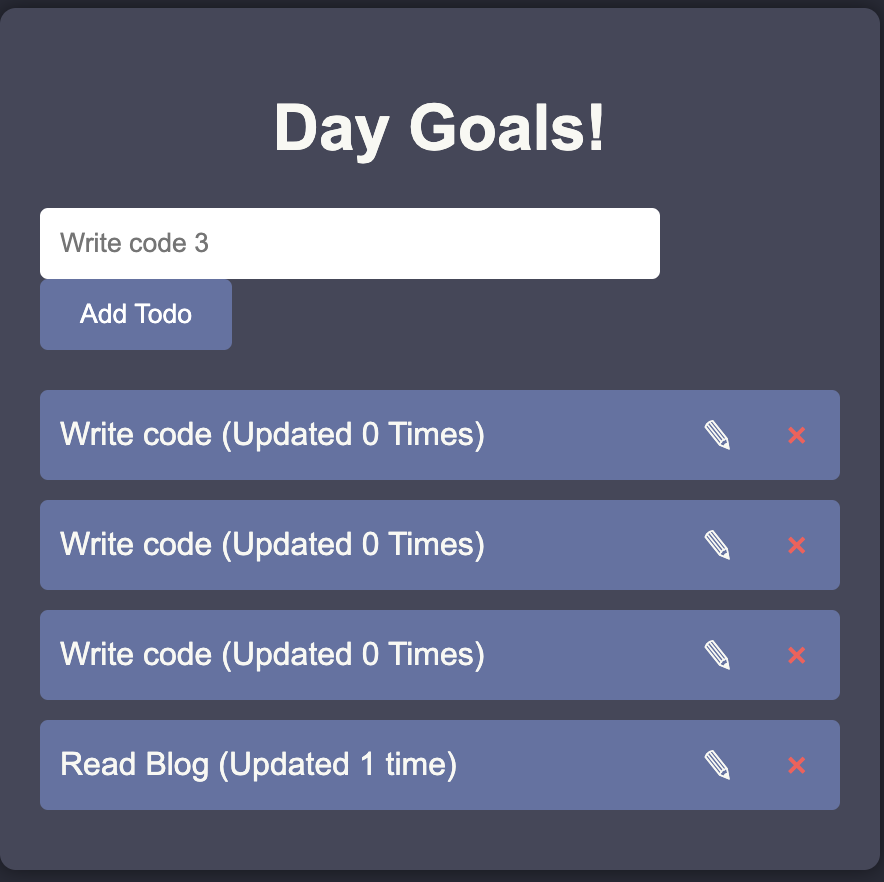 Day Goals!
Write code 3
Add Todo
Write code (Updated 0 Times)
Write code (Updated 0 Times)
Write code (Updated 0 Times)
Read Blog (Updated 1 time)